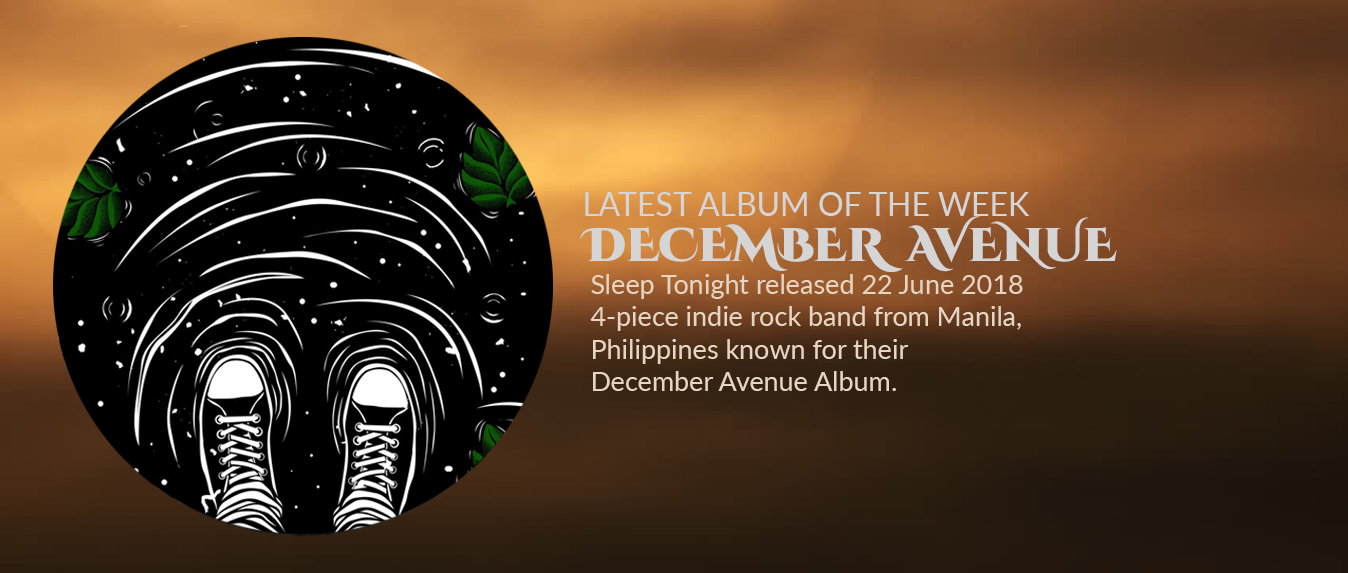 LATEST ALBUM OF THE WEEK
DECEMBER AVENUE
Sleep Tonight released 22 June 2018
4-piece indie rock band from Manila,
Philippines known for their
December Avenue Album.